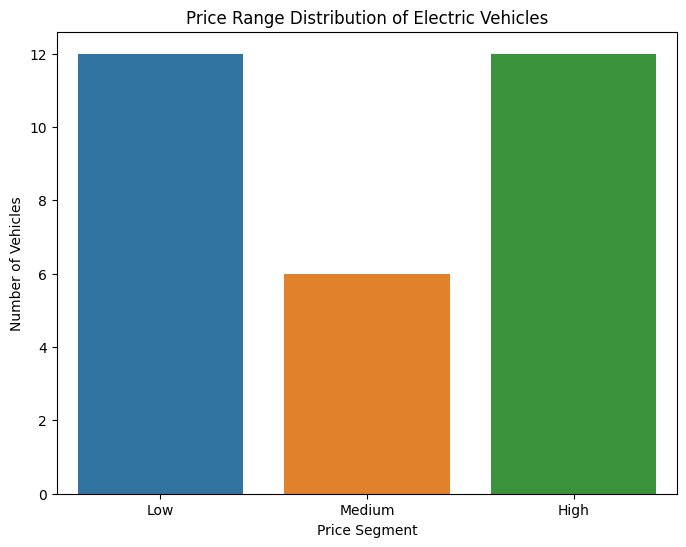 Price Range Distribution of Electric Vehicles
12
10
8
6
4
2
0
Number of Vehicles
Low Medium High
Price Segment